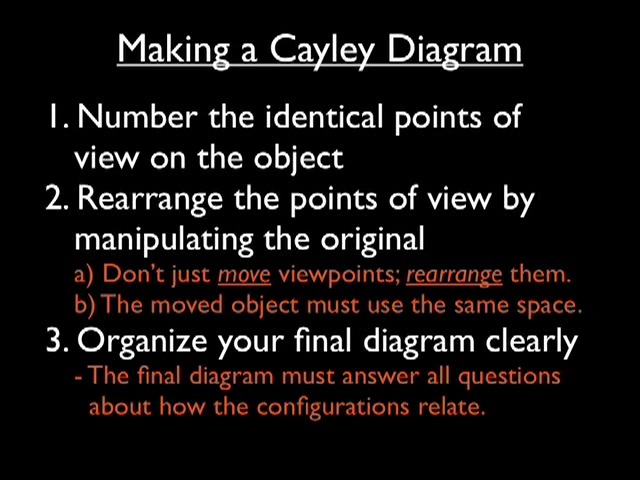 Making a Cayley Diagram
1. Number the identical points of
view on the object
2. Rearrange the points of view by
manipulating the original
a) Don't just move viewpoints; rearrange them.
b) The moved object must use the same space.
3. Organize your final diagram clearly
- The final diagram must answer all questions
about how the configurations relate.